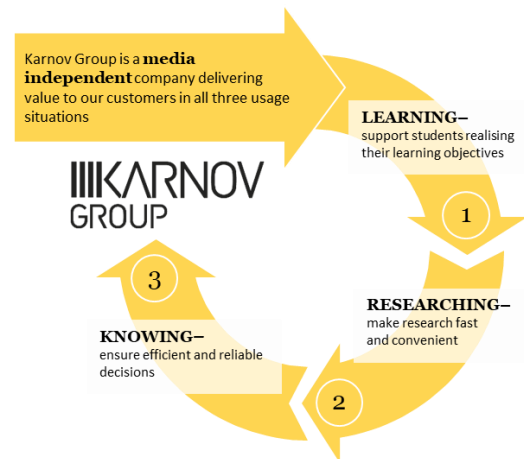 Karnov Group is a media
independent company delivering
value to our customers in all three usage
situations
LEARNING–
support students realising
their learning objectives
1
KARNOV
GROUP
RESEARCHING–
make research fast
and convenient
2
3
KNOWING–
ensure efficient and reliable
decisions